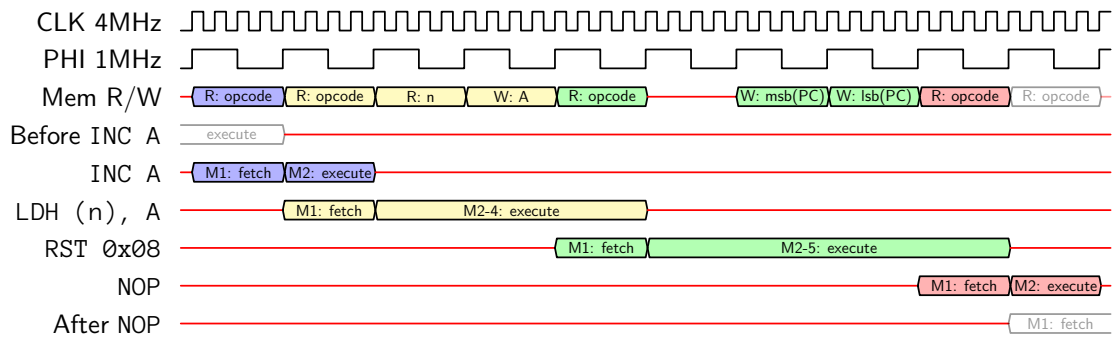 CLK 4MHz
PHI 1MHz
Mem R/W R: opcode R: opcode R: n W: A R: opcode W: msb(PC) W: lsb(PC) R: opcode R: opcode
Before INC A execute
INC A M1: fetch M2: execute
LDH (n), A M1: fetch M2-4: execute
RST 0x08 M1: fetch M2-5: execute
NOP M1: fetch M2: execute
After NOP M1: fetch